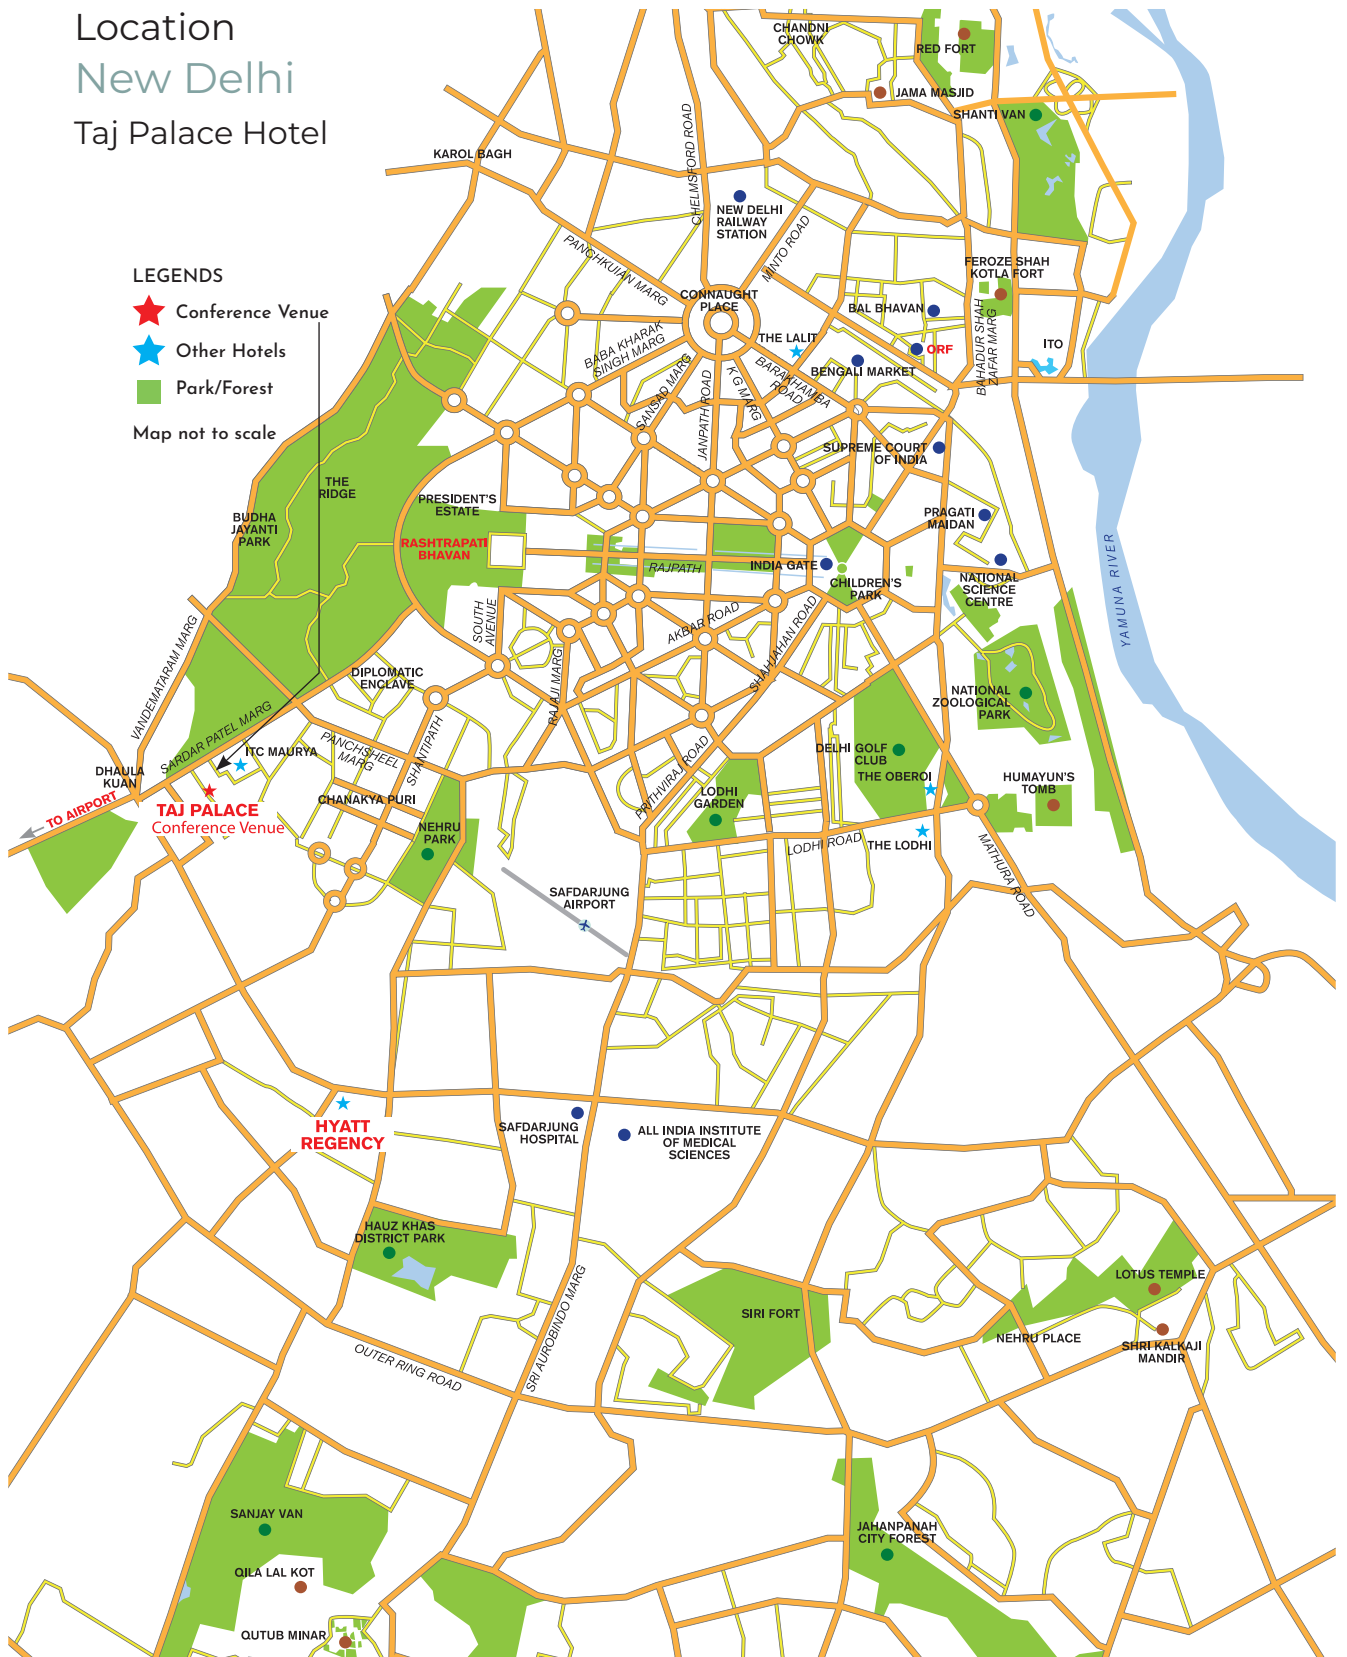 Location
New Delhi
Taj Palace Hotel
LEGENDS
Conference Venue
Other Hotels
Park/Forest
Map not to scale
CHANDNI
CHOWK
RED FORT
JAMA MASJID
SHANTI VAN
KAROL BAGH
CHELMSFORD ROAD
NEW DELHI
RAILWAY
STATION
PANCHKUIAN MARG
MINTO ROAD
FEROZE SHAH
KOTLA FORT
CONNAUGHT
PLACE
BAL BHAVAN
THE LALIT
ORF
ITO
BABA KHARAK
SINGH MARG
BENGALI MARKET
BAHADUR SHAH
ZAFAR MARG
SANSAD MARG
JANPATH ROAD
K G MARG
BARAKHAMBA
ROAD
SUPREME COURT
OF INDIA
THE
RIDGE
PRESIDENT'S
ESTATE
BUDHA
JAYANTI
PARK
PRAGATI
MAIDAN
RASHTRAPATI
BHAVAN
RAJPATH
INDIA GATE
CHILDREN'S
PARK
NATIONAL
SCIENCE
CENTRE
YAMUNA RIVER
SOUTH
AVENUE
AKBAR ROAD
SHAHJAHAN ROAD
VANDEMATARAM MARG
DIPLOMATIC
ENCLAVE
RAJAJI MARG
NATIONAL
ZOOLOGICAL
PARK
SARDAR PATEL MARG
PANCHSHEEL
MARG
SHANTIPATH
PRITHVIRAJ ROAD
DELHI GOLF
CLUB
ITC MAURYA
DHAULA
KUAN
THE OBEROI
HUMAYUN'S
TOMB
TO AIRPORT
TAJ PALACE
Conference Venue
CHANAKYA PURI
LODHI
GARDEN
NEHRU
PARK
LODHI ROAD
THE LODHI
MATHURA ROAD
SAFDARJUNG
AIRPORT
HYATT
REGENCY
SAFDARJUNG
HOSPITAL
ALL INDIA INSTITUTE
OF MEDICAL
SCIENCES
HAUZ KHAS
DISTRICT PARK
LOTUS TEMPLE
SRI AUROBINDO MARG
SIRI FORT
NEHRU PLACE
SHRI KALKAJI
MANDIR
OUTER RING ROAD
SANJAY VAN
JAHANPANAH
CITY FOREST
QILA LAL KOT
QUTUB MINAR